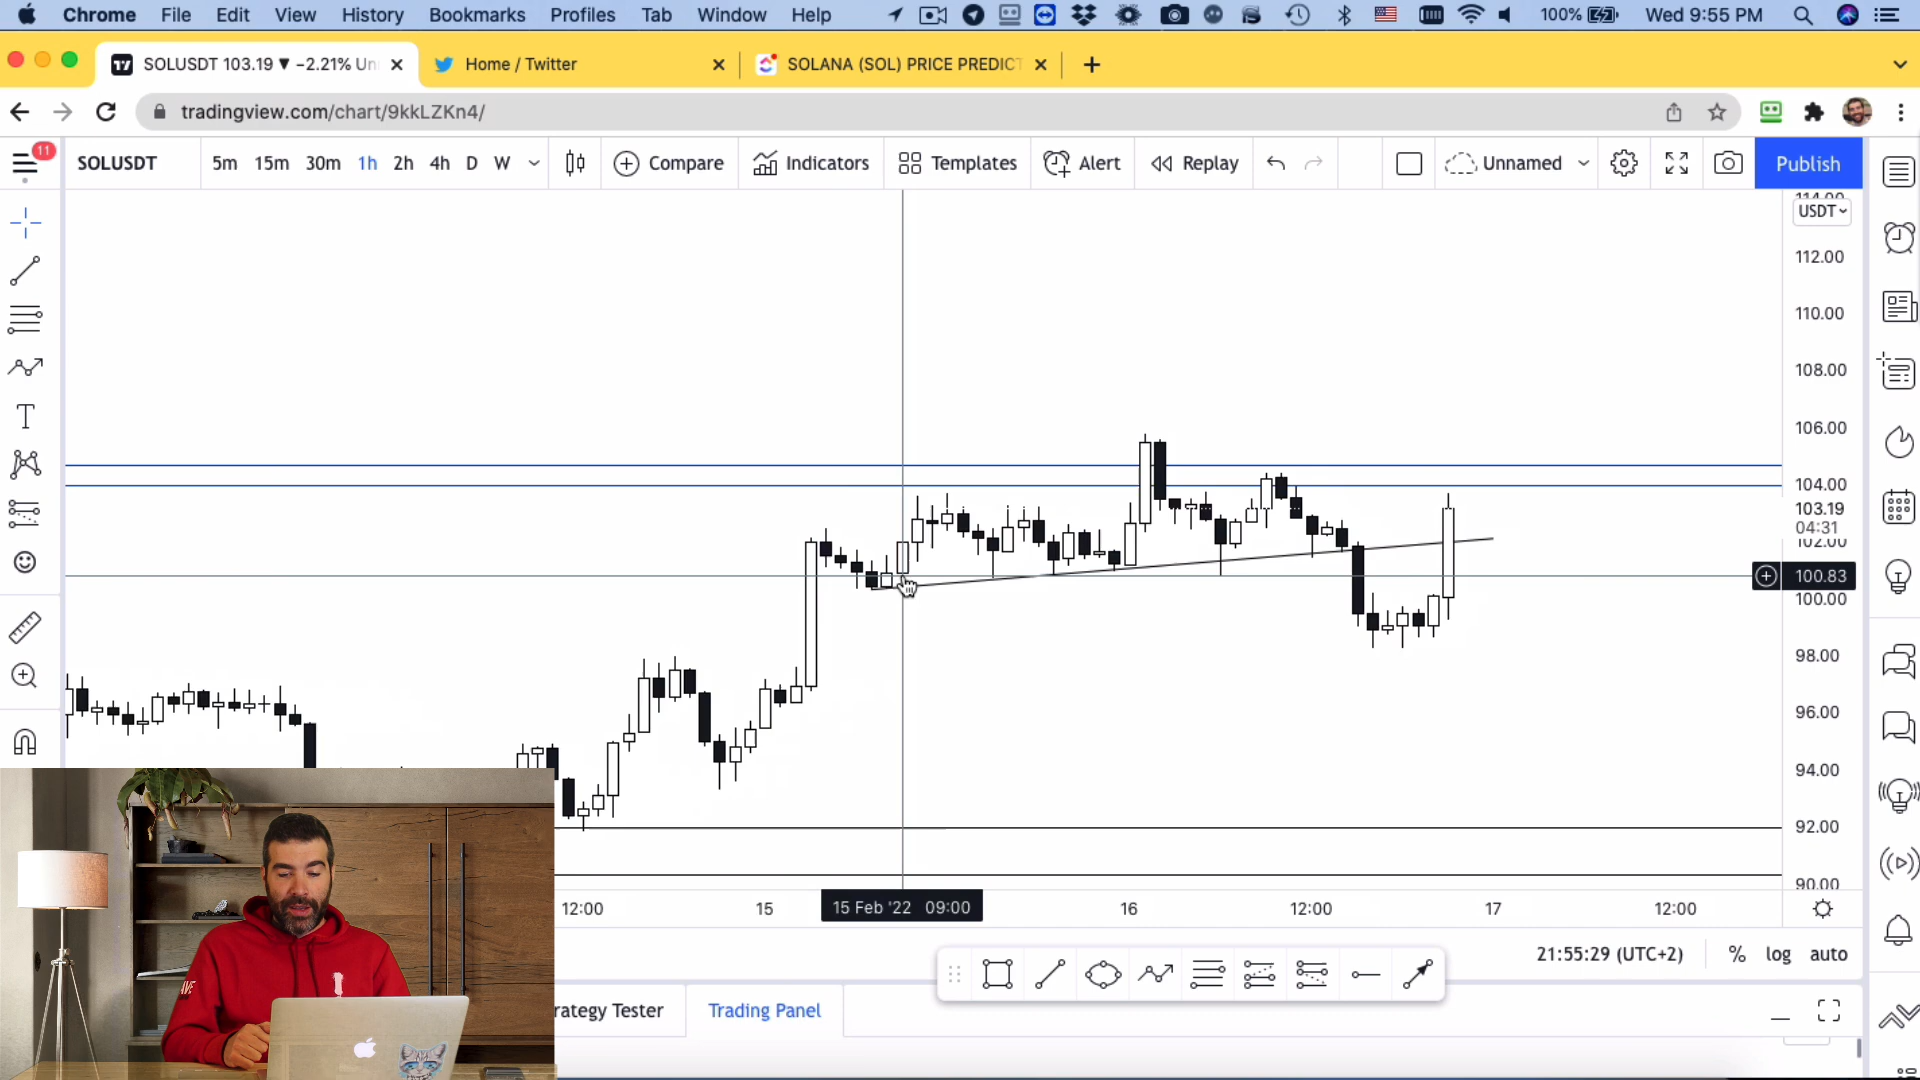 Chrome File Edit View History Bookmarks Profiles Tab Window Help 100% Wed 9:55 PM
SOLUSDT 103.19 ▼ −2.21% Un
Home / Twitter
SOLANA (SOL) PRICE PREDICT
tradingview.com/chart/9kkLZKn4/
11
SOLUSDT 5m 15m 30m 1h 2h 4h D W Compare Indicators Templates Alert Replay Unnamed Publish
114.00
USDT
112.00
110.00
108.00
106.00
104.00
103.19
04:31
102.00
100.83
100.00
98.00
96.00
94.00
92.00
90.00
12:00 15 15 Feb '22 09:00 16 12:00 17 12:00
21:55:29 (UTC+2) % log auto
rategy Tester Trading Panel